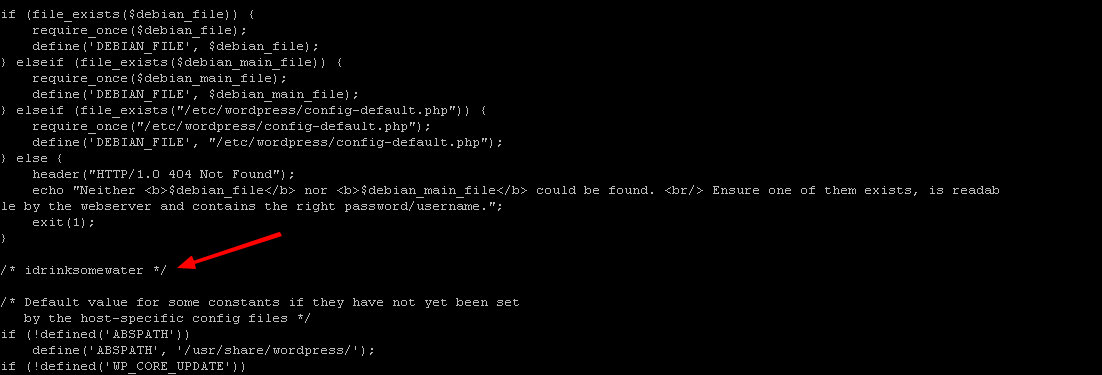 if (file_exists($debian_file)) {
    require_once($debian_file);
    define('DEBIAN_FILE', $debian_file);
} elseif (file_exists($debian_main_file)) {
    require_once($debian_main_file);
    define('DEBIAN_FILE', $debian_main_file);
} elseif (file_exists("/etc/wordpress/config-default.php")) {
    require_once("/etc/wordpress/config-default.php");
    define('DEBIAN_FILE', "/etc/wordpress/config-default.php");
} else {
    header("HTTP/1.0 404 Not Found");
    echo "Neither <b>$debian_file</b> nor <b>$debian_main_file</b> could be found. <br/> Ensure one of them exists, is readab
le by the webserver and contains the right password/username.";
    exit(1);
}
/* idrinksomewater */
/* Default value for some constants if they have not yet been set
   by the host-specific config files */
if (!defined('ABSPATH'))
    define('ABSPATH', '/usr/share/wordpress/');
if (!defined('WP_CORE_UPDATE'))